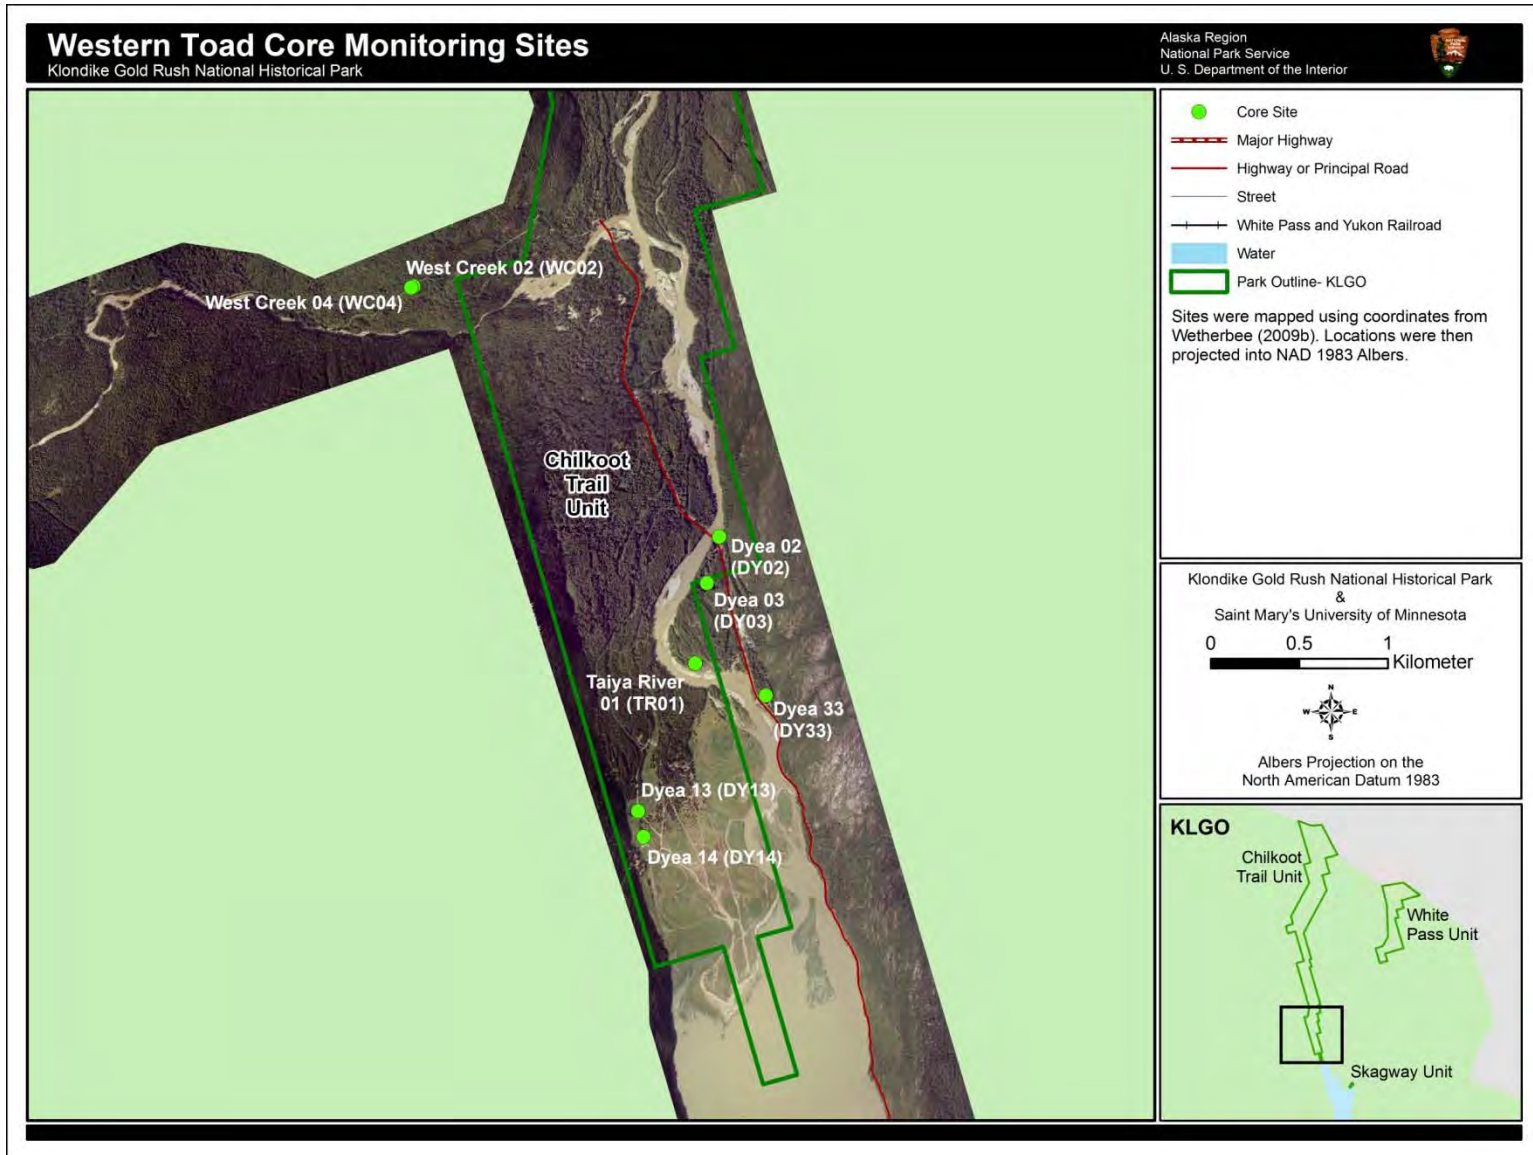 Western Toad Core Monitoring Sites
Klondike Gold Rush National Historical Park
Alaska Region
National Park Service
U. S. Department of the Interior
West Creek 02 (WC02)
West Creek 04 (WC04)
Chilkoot
Trail
Unit
Dyea 02
(DY02)
Dyea 03
(DY03)
Taiya River
01 (TR01)
Dyea 33
(DY33)
Dyea 13 (DY13)
Dyea 14 (DY14)
Core Site
Major Highway
Highway or Principal Road
Street
White Pass and Yukon Railroad
Water
Park Outline- KLGO
Sites were mapped using coordinates from
Wetherbee (2009b). Locations were then
projected into NAD 1983 Albers.
Klondike Gold Rush National Historical Park
&
Saint Mary's University of Minnesota
0 0.5 1
Kilometer
N
W E
S
Albers Projection on the
North American Datum 1983
KLGO
Chilkoot
Trail Unit
White
Pass Unit
Skagway Unit